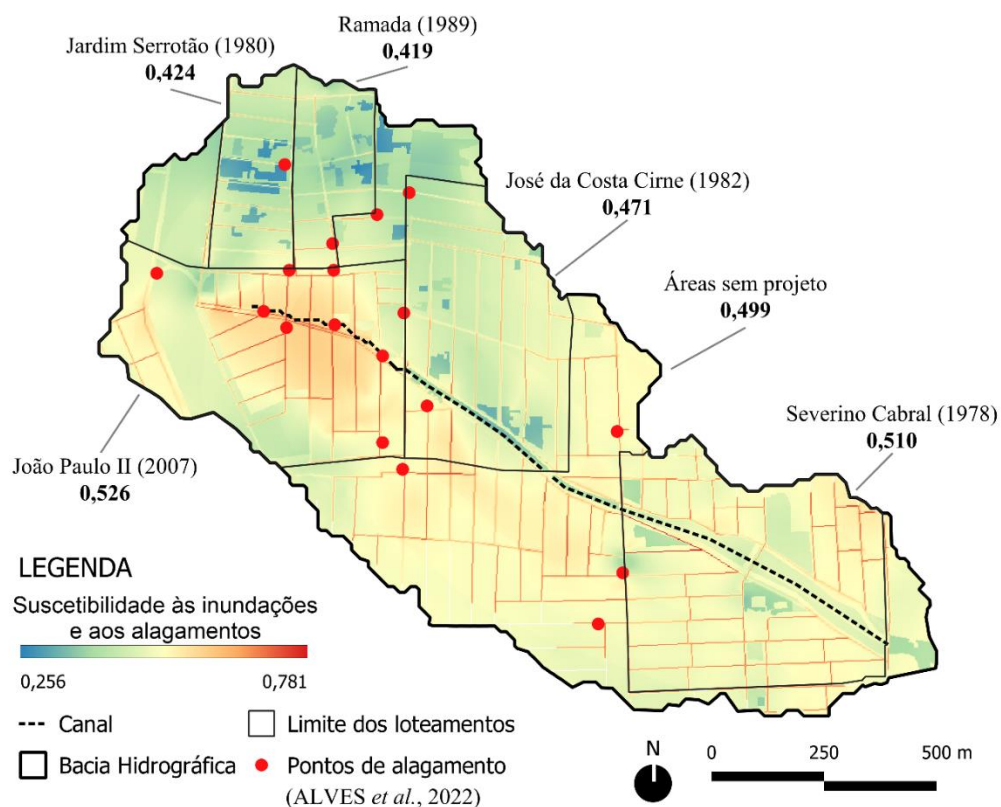 Ramada (1989)
0,419
Jardim Serrotão (1980)
0,424
José da Costa Cirne (1982)
0,471
Áreas sem projeto
0,499
Severino Cabral (1978)
0,510
João Paulo II (2007)
0,526
LEGENDA
Suscetibilidade às inundações
e aos alagamentos
0,256 0,781
Canal
Limite dos loteamentos
Bacia Hidrográfica
Pontos de alagamento
(ALVES et al., 2022)
N
0 250 500 m